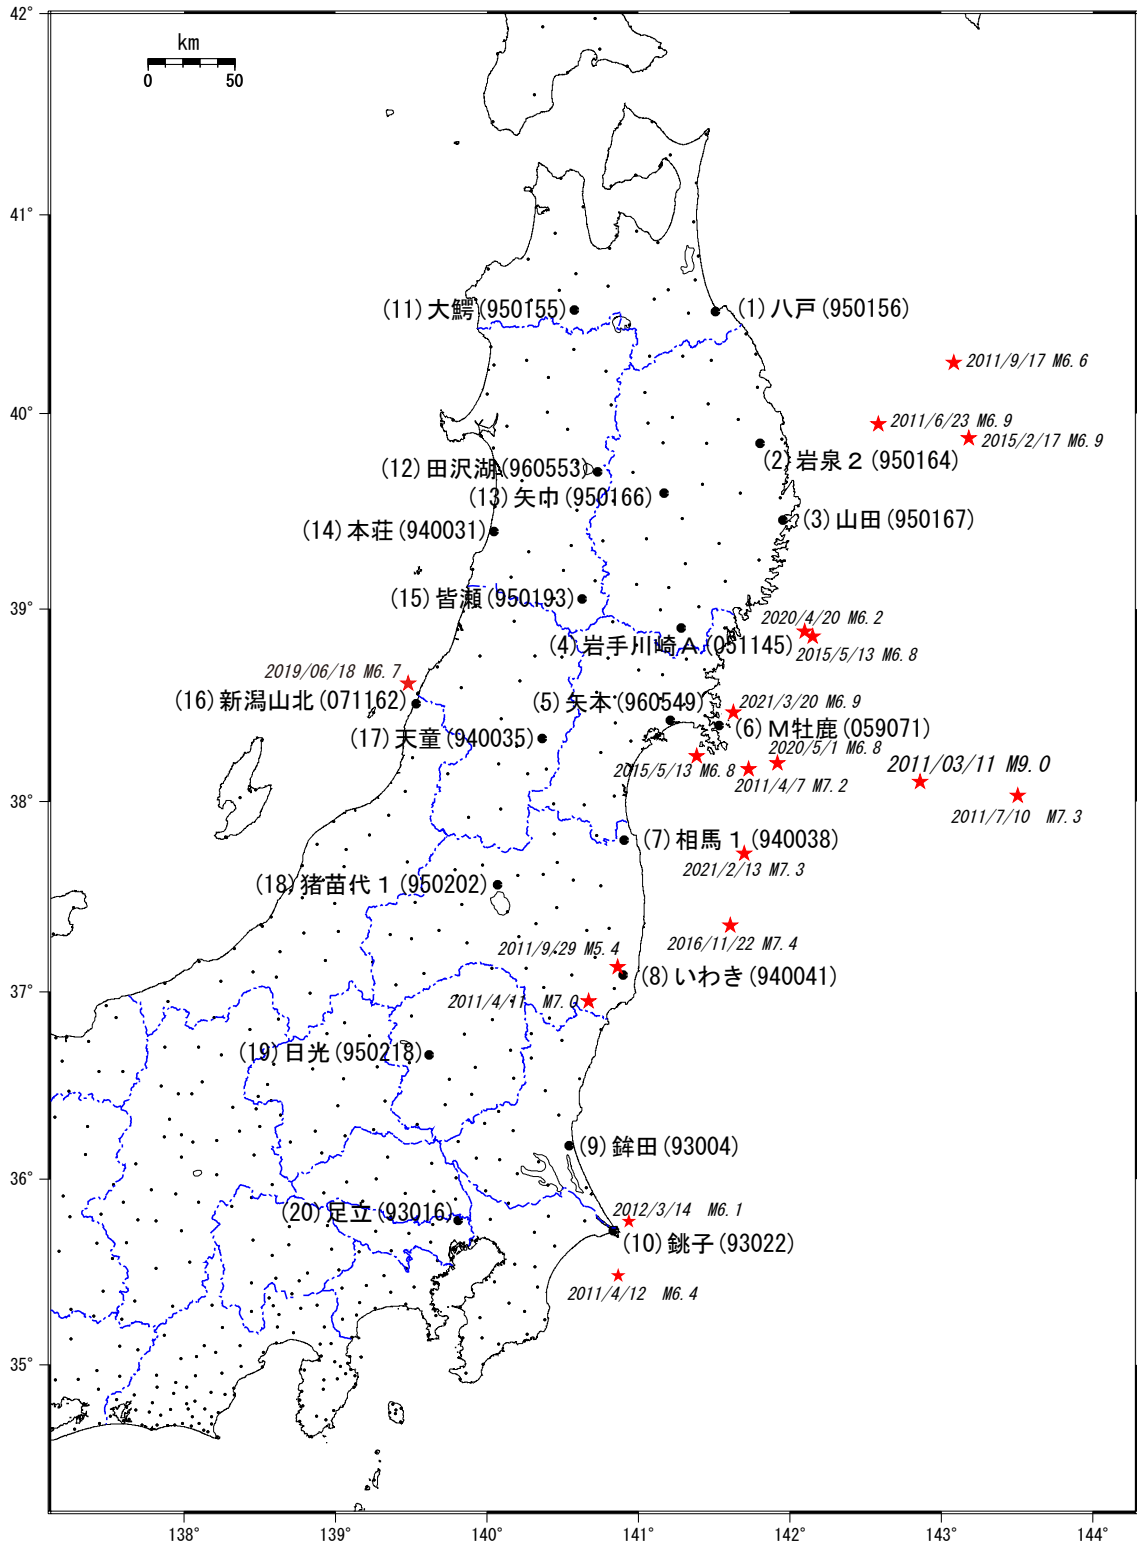 42°
km
0 50
41°
(11)大鰐(950155)
(1)八戸(950156)
2011/9/17 M6.6
40°
2011/6/23 M6.9
2015/2/17 M6.9
(2)岩泉２(950164)
(12)田沢湖(960553)
(13)矢巾(950166)
(3)山田(950167)
(14)本荘(940031)
39°
(15)皆瀬(950193)
2020/4/20 M6.2
(4)岩手川崎Ａ(051145)
2015/5/13 M6.8
2019/06/18 M6.7
(16)新潟山北(071162)
(5)矢本(960549)
2021/3/20 M6.9
(6)Ｍ牡鹿(059071)
(17)天童(940035)
2020/5/1 M6.8
2015/5/13 M6.8
2011/4/7 M7.2
2011/03/11 M9.0
38°
2011/7/10 M7.3
(7)相馬１(940038)
2021/2/13 M7.3
(18)猪苗代１(950202)
2016/11/22 M7.4
2011/9/29 M5.4
(8)いわき(940041)
37°
2011/4/11 M7.0
(19)日光(950218)
(9)鉾田(93004)
36°
2012/3/14 M6.1
(20)足立(93016)
(10)銚子(93022)
2011/4/12 M6.4
35°
138° 139° 140° 141° 142° 143° 144°